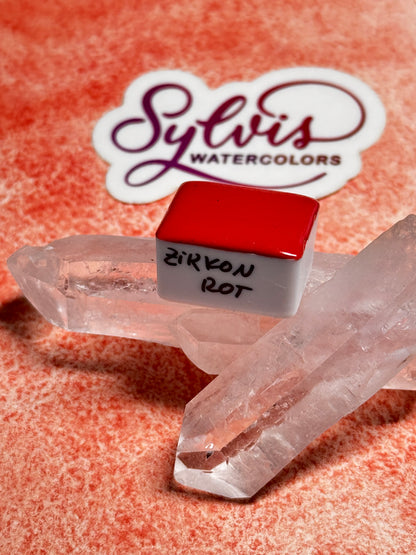 Sylvis
WATERCOLORS
ZiRKON
ROT